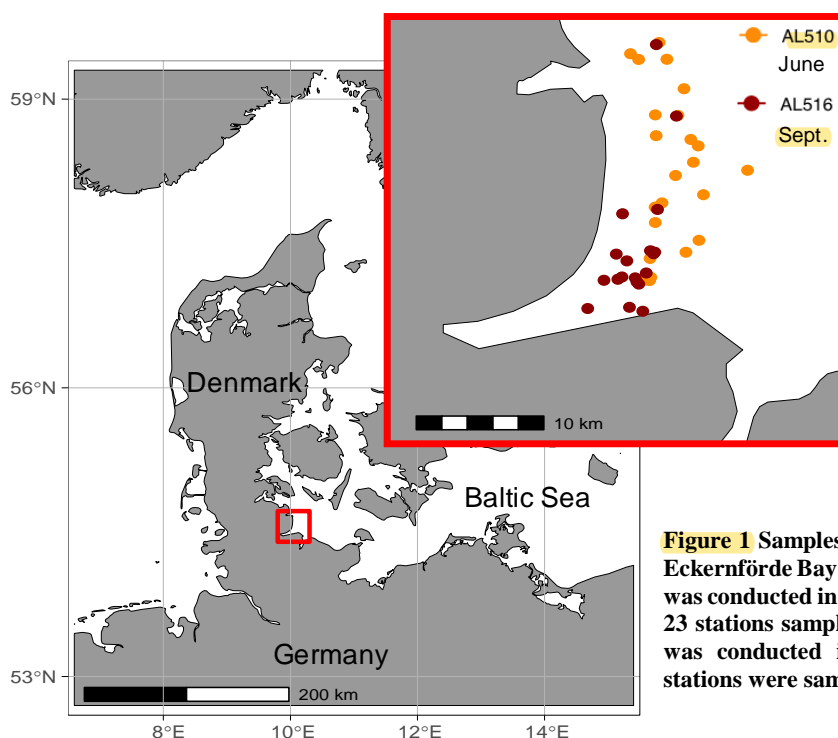 AL510
June
AL516
Sept.
10 km
59°N
56°N
53°N
Denmark
Baltic Sea
Germany
200 km
8°E
10°E
12°E
14°E
Figure 1 Samples
Eckernförde Bay
was conducted in
23 stations sampl
was conducted i
stations were sam